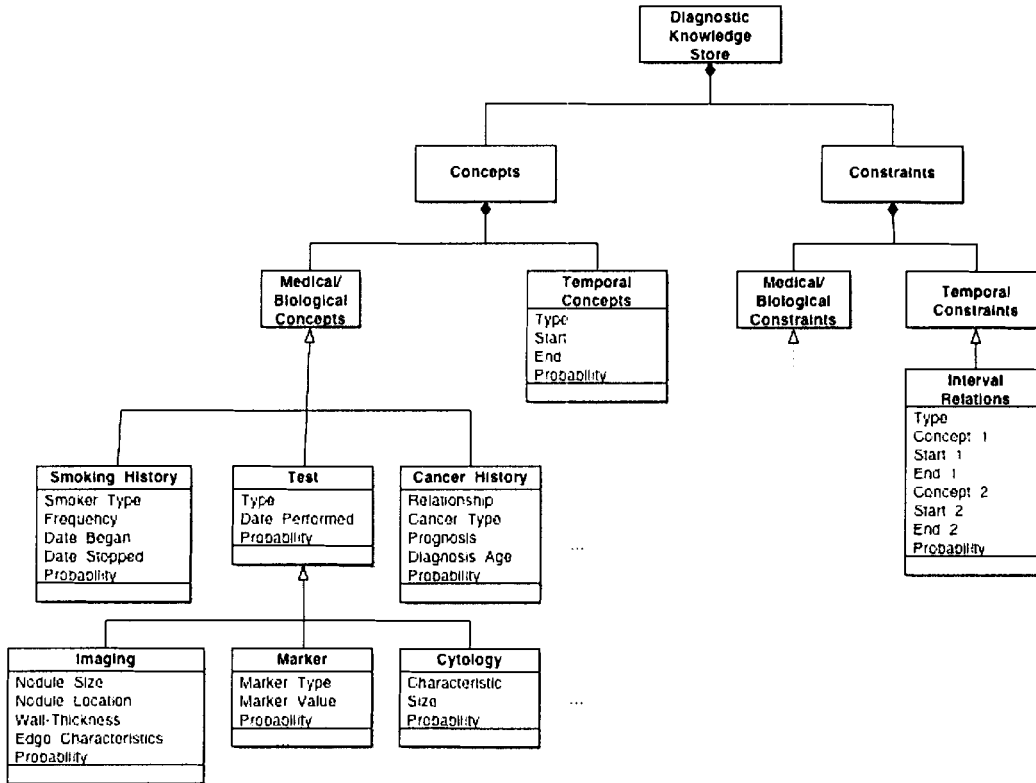 Diagnostic
Knowledge
Store
Concepts
Constraints
Medical/
Biological
Concepts
Temporal
Concepts
Type
Start
End
Probability
Medical/
Biological
Constraints
Temporal
Constraints
Interval
Relations
Type
Concept 1
Start 1
End 1
Concept 2
Start 2
End 2
Probability
Smoking History
Smoker Type
Frequency
Date Began
Date Stopped
Probability
Test
Type
Date Performed
Probability
Cancer History
Relationship
Cancer Type
Prognosis
Diagnosis Age
Probability
...
Imaging
Nodule Size
Nodule Location
Wall-Thickness
Edge Characteristics
Probability
Marker
Marker Type
Marker Value
Probability
Cytology
Characteristic
Size
Probability
...